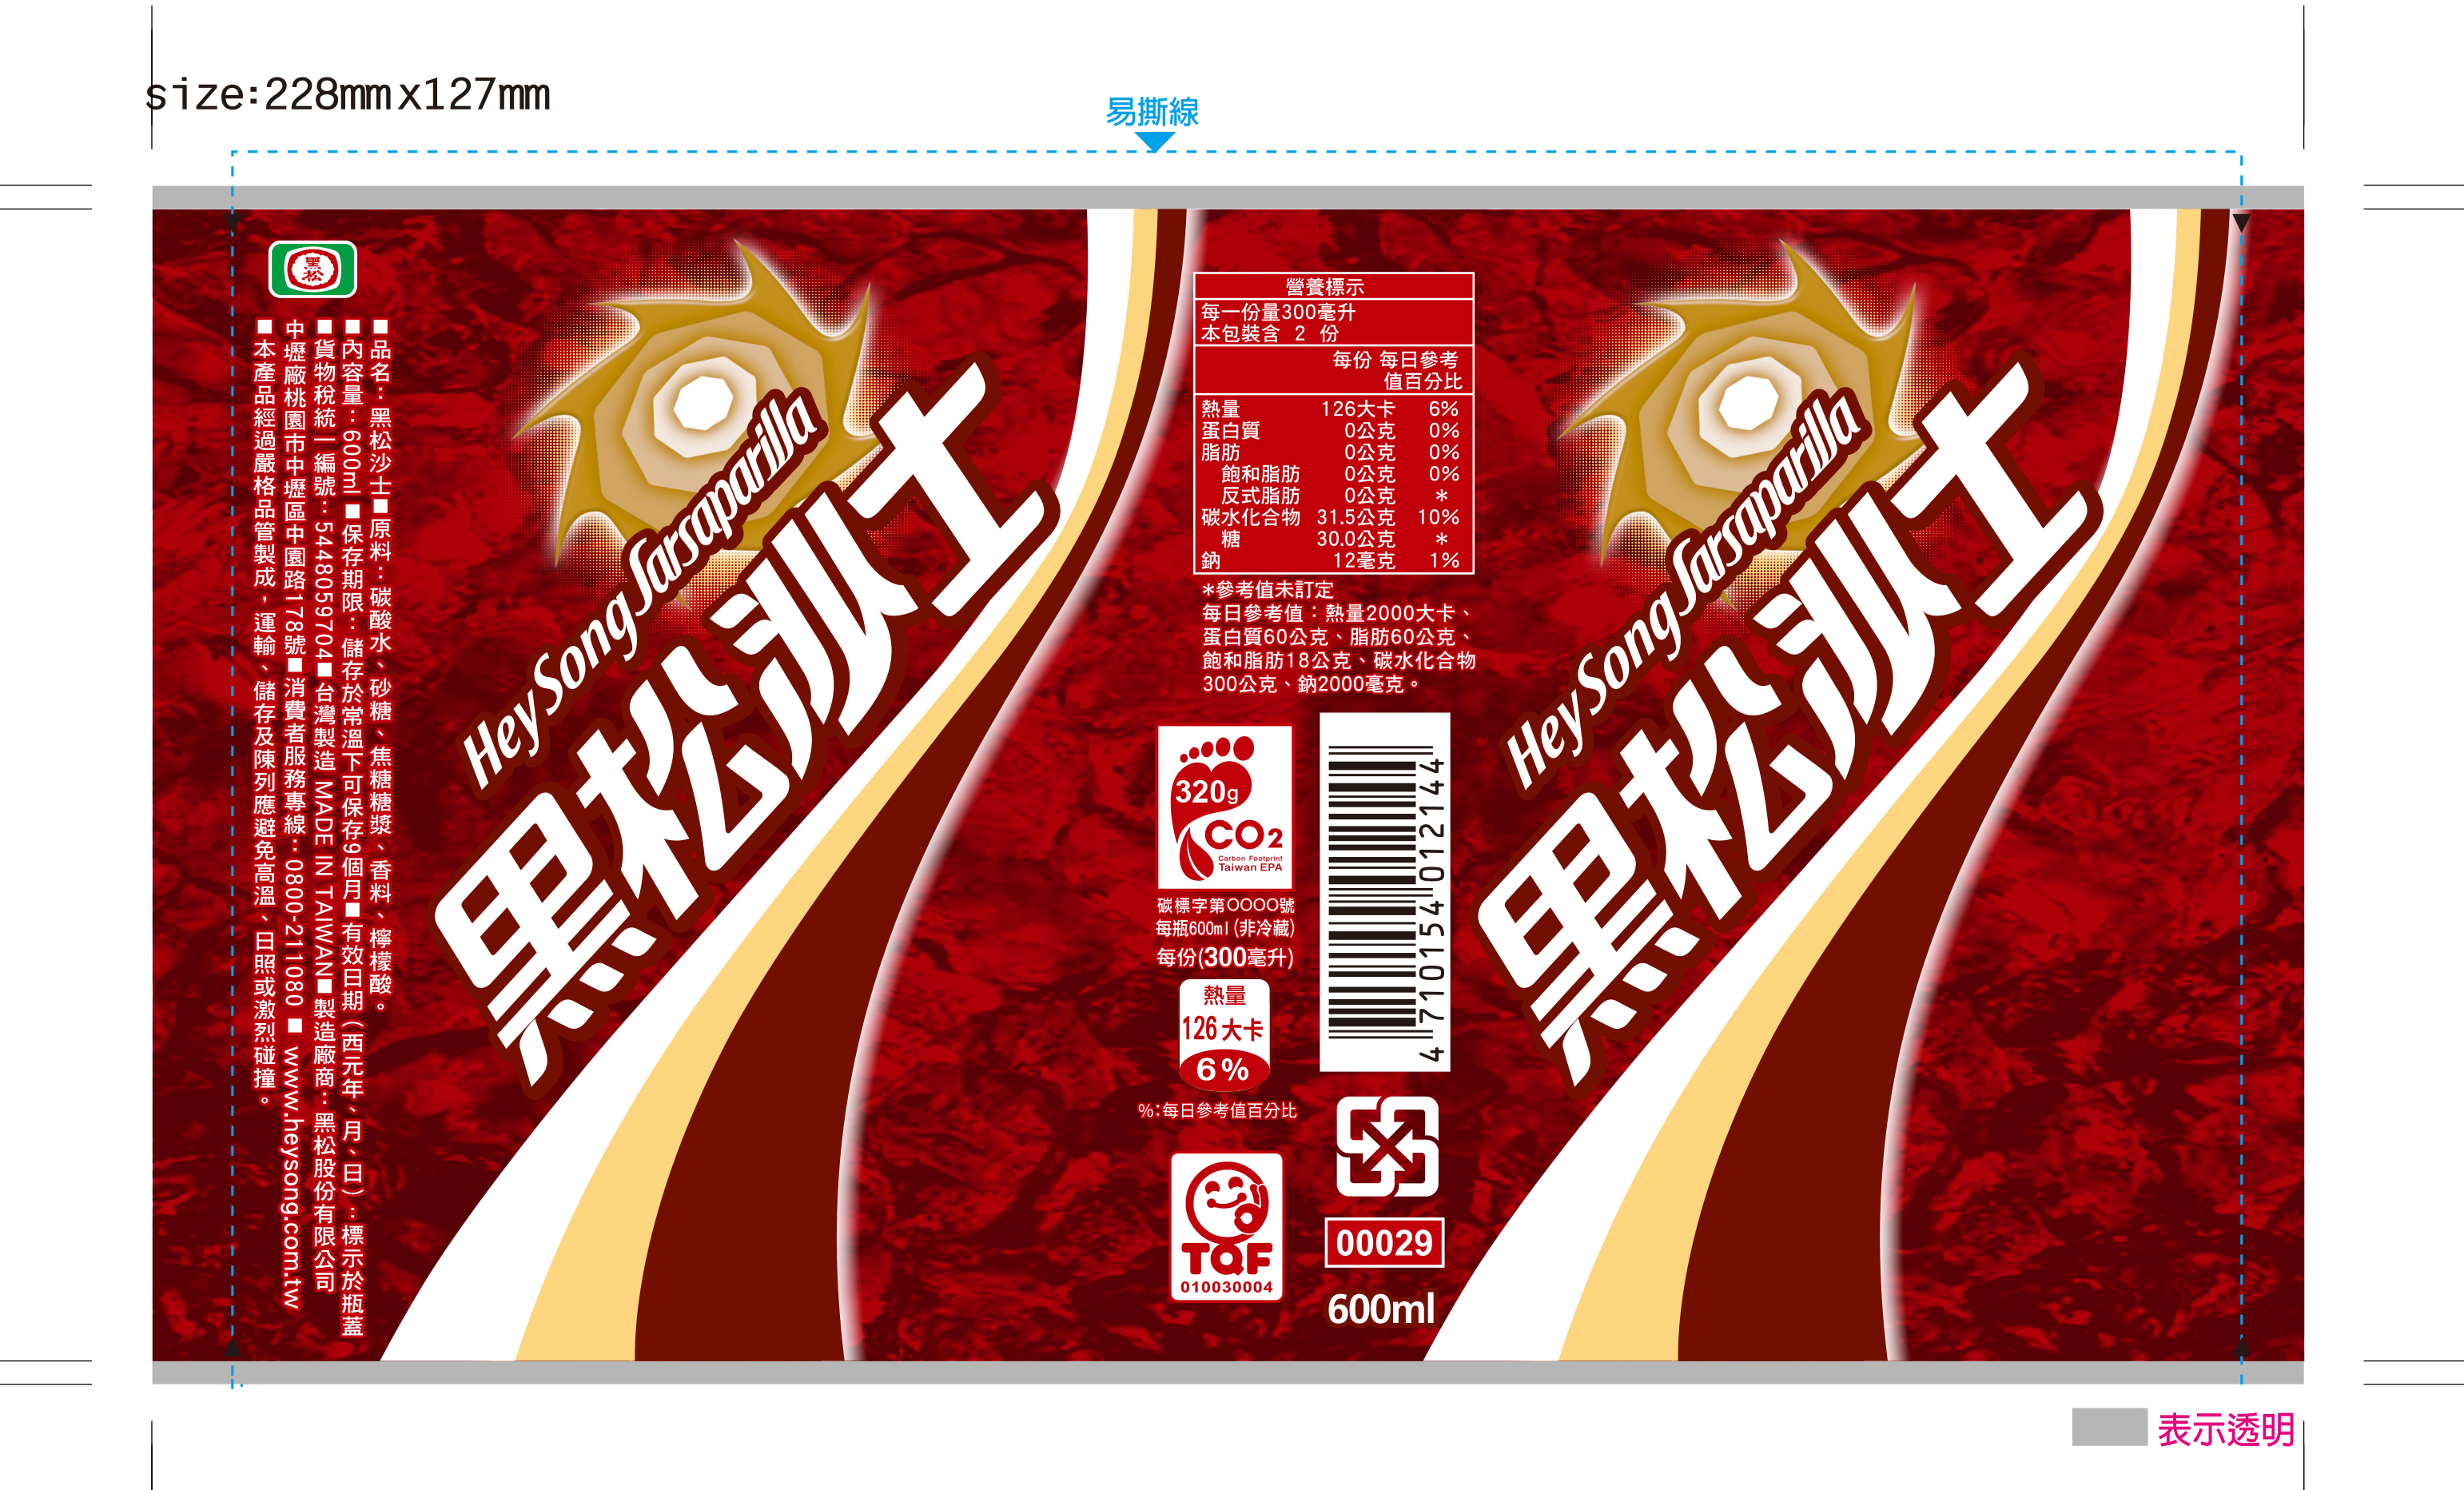 size:228mmx127mm
易撕線
黑松
■品名：黑松沙士■原料：碳酸水、砂糖、焦糖糖漿、香料、檸檬酸。
■內容量：600ml■保存期限：儲存於常溫下可保存9個月■有效日期（西元年、月、日）：標示於瓶蓋
■貨物稅統一編號：5448059704■台灣製造 MADE IN TAIWAN■製造廠商：黑松股份有限公司
中壢廠桃園市中壢區中園路178號■消費者服務專線：0800-211080 ■ www.heysong.com.tw
■本產品經過嚴格品管製成，運輸、儲存及陳列應避免高溫、日照或激烈碰撞。
HeySong Sarsaparilla
黑松沙士
營養標示
每一份量300毫升
本包裝含 2 份
每份 每日參考
值百分比
熱量 126大卡 6%
蛋白質 0公克 0%
脂肪 0公克 0%
飽和脂肪 0公克 0%
反式脂肪 0公克 *
碳水化合物 31.5公克 10%
糖 30.0公克 *
鈉 12毫克 1%
*參考值未訂定
每日參考值：熱量2000大卡、
蛋白質60公克、脂肪60公克、
飽和脂肪18公克、碳水化合物
300公克、鈉2000毫克。
320g
CO2
Carbon Footprint
Taiwan EPA
碳標字第OOOO號
每瓶600ml(非冷藏)
每份(300毫升)
熱量
126大卡
6%
%:每日參考值百分比
TQF
010030004
4 710154 012144
00029
600ml
HeySong Sarsaparilla
黑松沙士
表示透明